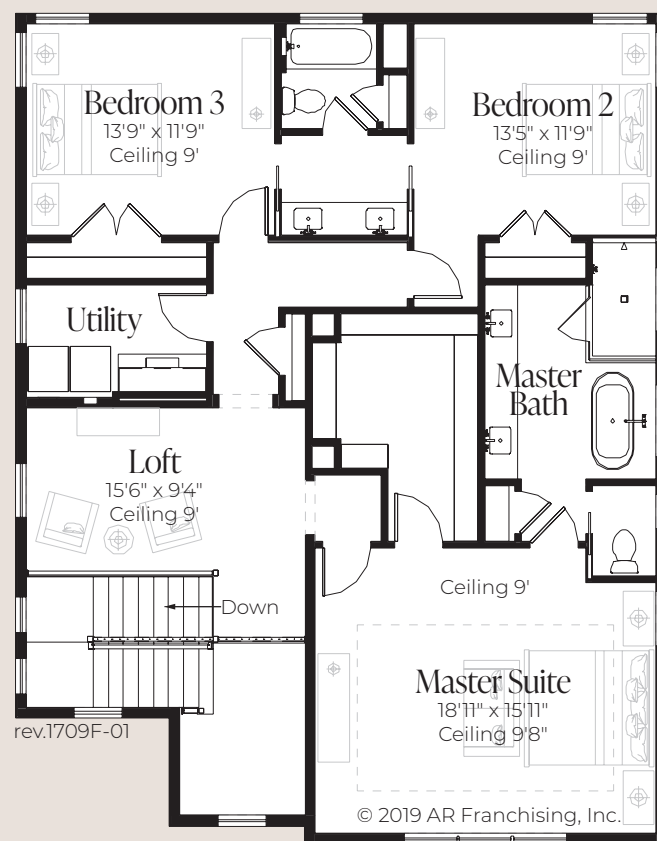 Bedroom 3
13'9" x 11'9"
Ceiling 9'
Bedroom 2
13'5" x 11'9"
Ceiling 9'
Utility
Master
Bath
Loft
15'6" x 9'4"
Ceiling 9'
Down
Ceiling 9'
Master Suite
18'11" x 15'11"
Ceiling 9'8"
rev.1709F-01
© 2019 AR Franchising, Inc.